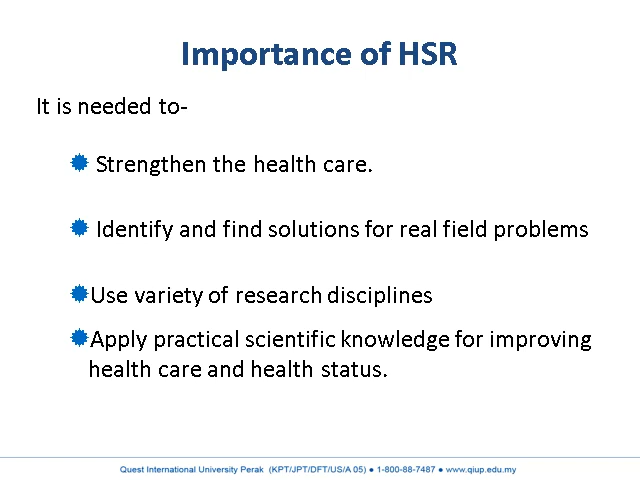 Importance of HSR
It is needed to-
Strengthen the health care.
Identify and find solutions for real field problems
Use variety of research disciplines
Apply practical scientific knowledge for improving
health care and health status.
Quest International University Perak (KPT/JPT/DFT/US/A 05) ● 1-800-88-7487 ● www.qiup.edu.my